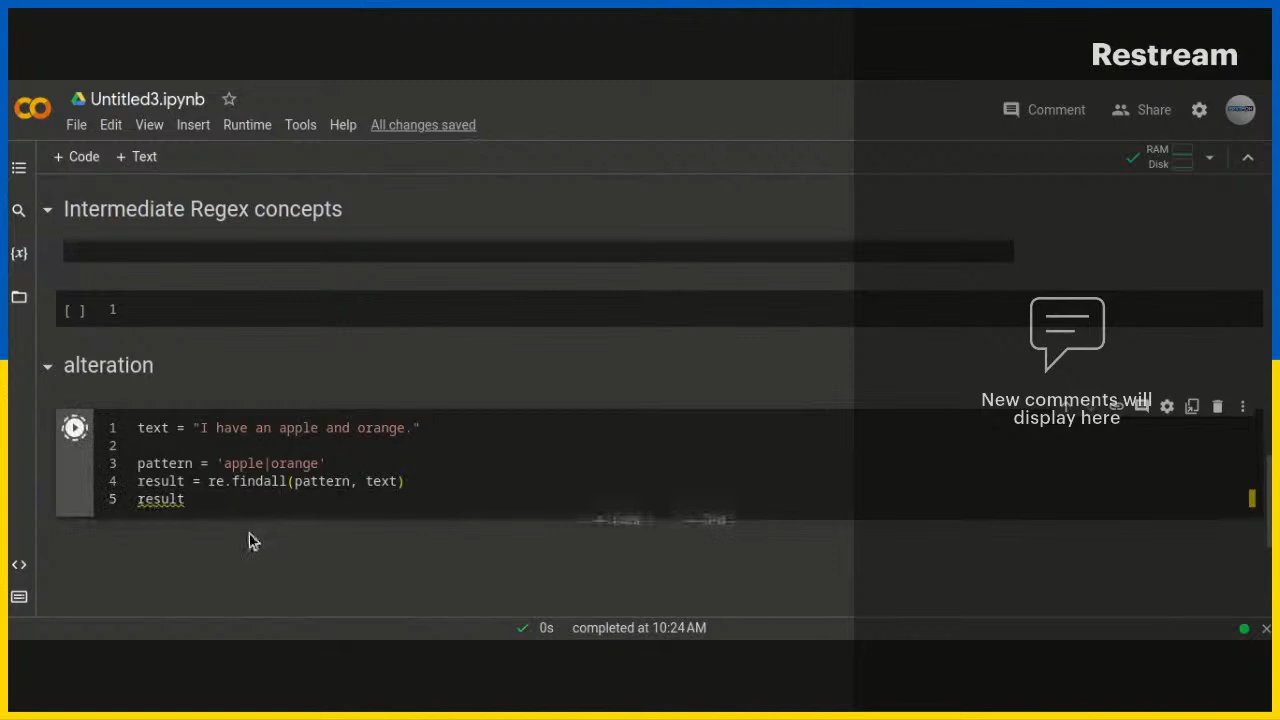 Restream
Untitled3.ipynb
File Edit View Insert Runtime Tools Help All changes saved
Comment Share
+ Code + Text
RAM
Disk
Intermediate Regex concepts
{x}
[ ] 1
alteration
New comments will
display here
1 text = "I have an apple and orange."
2
3 pattern = 'apple|orange'
4 result = re.findall(pattern, text)
5 result
0s completed at 10:24 AM